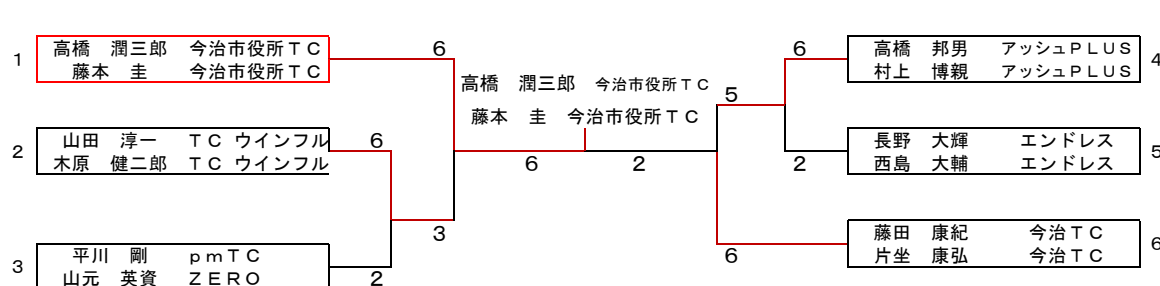 1
高橋 潤三郎 今治市役所ＴＣ
藤本 圭 今治市役所ＴＣ
2
山田 淳一 ＴＣ ウインフル
木原 健二郎 ＴＣ ウインフル
3
平川 剛 ｐｍＴＣ
山元 英資 ＺＥＲＯ
6
6
3
2
高橋 潤三郎 今治市役所ＴＣ
藤本 圭 今治市役所ＴＣ
6
2
6
5
2
6
高橋 邦男 アッシュＰＬＵＳ
村上 博親 アッシュＰＬＵＳ
4
長野 大輝 エンドレス
西島 大輔 エンドレス
5
藤田 康紀 今治ＴＣ
片坐 康弘 今治ＴＣ
6